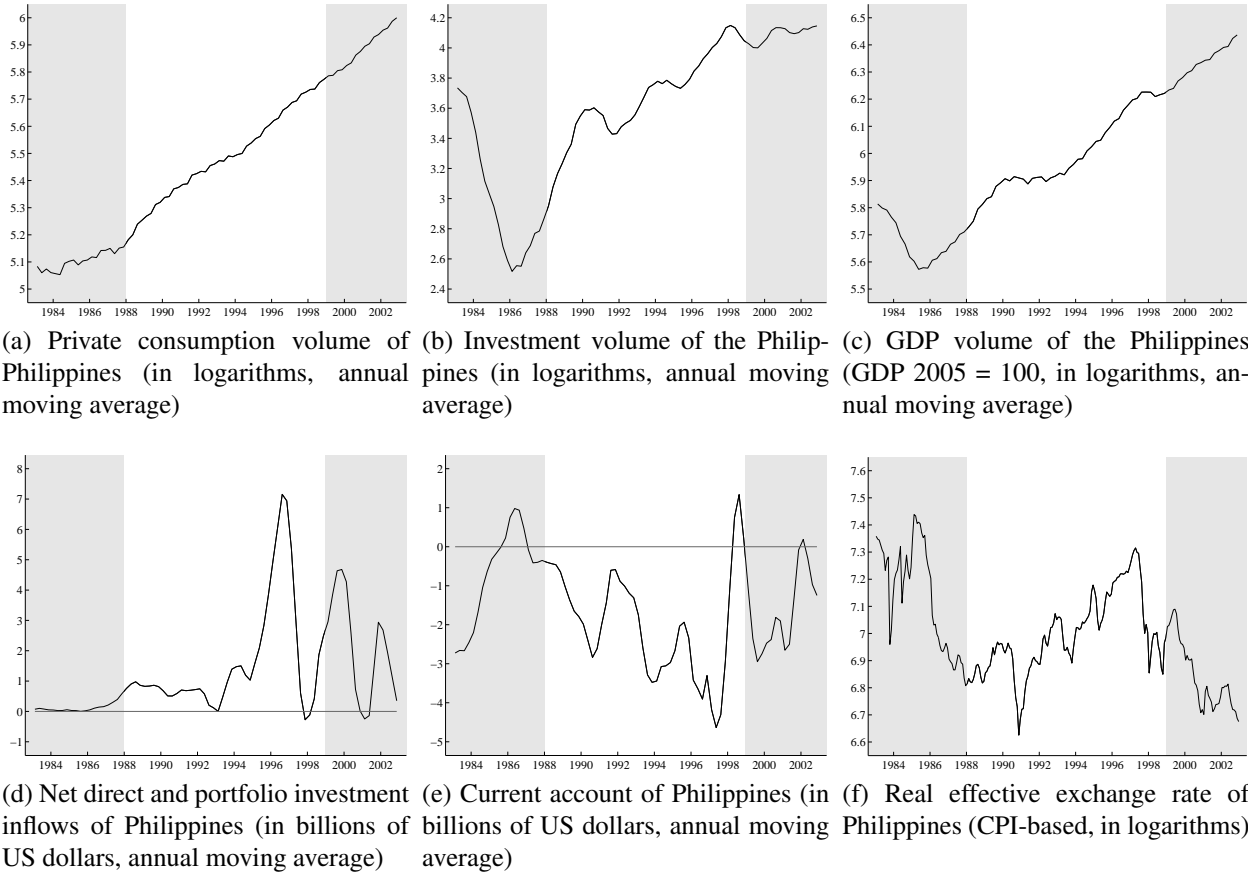 6
5.9
5.8
5.7
5.6
5.5
5.4
5.3
5.2
5.1
5
1984 1986 1988 1990 1992 1994 1996 1998 2000 2002
(a) Private consumption volume of
Philippines (in logarithms, annual
moving average)
4.2
4
3.8
3.6
3.4
3.2
3
2.8
2.6
2.4
1984 1986 1988 1990 1992 1994 1996 1998 2000 2002
(b) Investment volume of the Philip-
pines (in logarithms, annual moving
average)
6.5
6.4
6.3
6.2
6.1
6
5.9
5.8
5.7
5.6
5.5
1984 1986 1988 1990 1992 1994 1996 1998 2000 2002
(c) GDP volume of the Philippines
(GDP 2005 = 100, in logarithms, an-
nual moving average)
8
7
6
5
4
3
2
1
0
−1
1984 1986 1988 1990 1992 1994 1996 1998 2000 2002
(d) Net direct and portfolio investment
inflows of Philippines (in billions of
US dollars, annual moving average)
2
1
0
−1
−2
−3
−4
−5
1984 1986 1988 1990 1992 1994 1996 1998 2000 2002
(e) Current account of Philippines (in
billions of US dollars, annual moving
average)
7.6
7.5
7.4
7.3
7.2
7.1
7
6.9
6.8
6.7
6.6
1984 1986 1988 1990 1992 1994 1996 1998 2000 2002
(f) Real effective exchange rate of
Philippines (CPI-based, in logarithms)